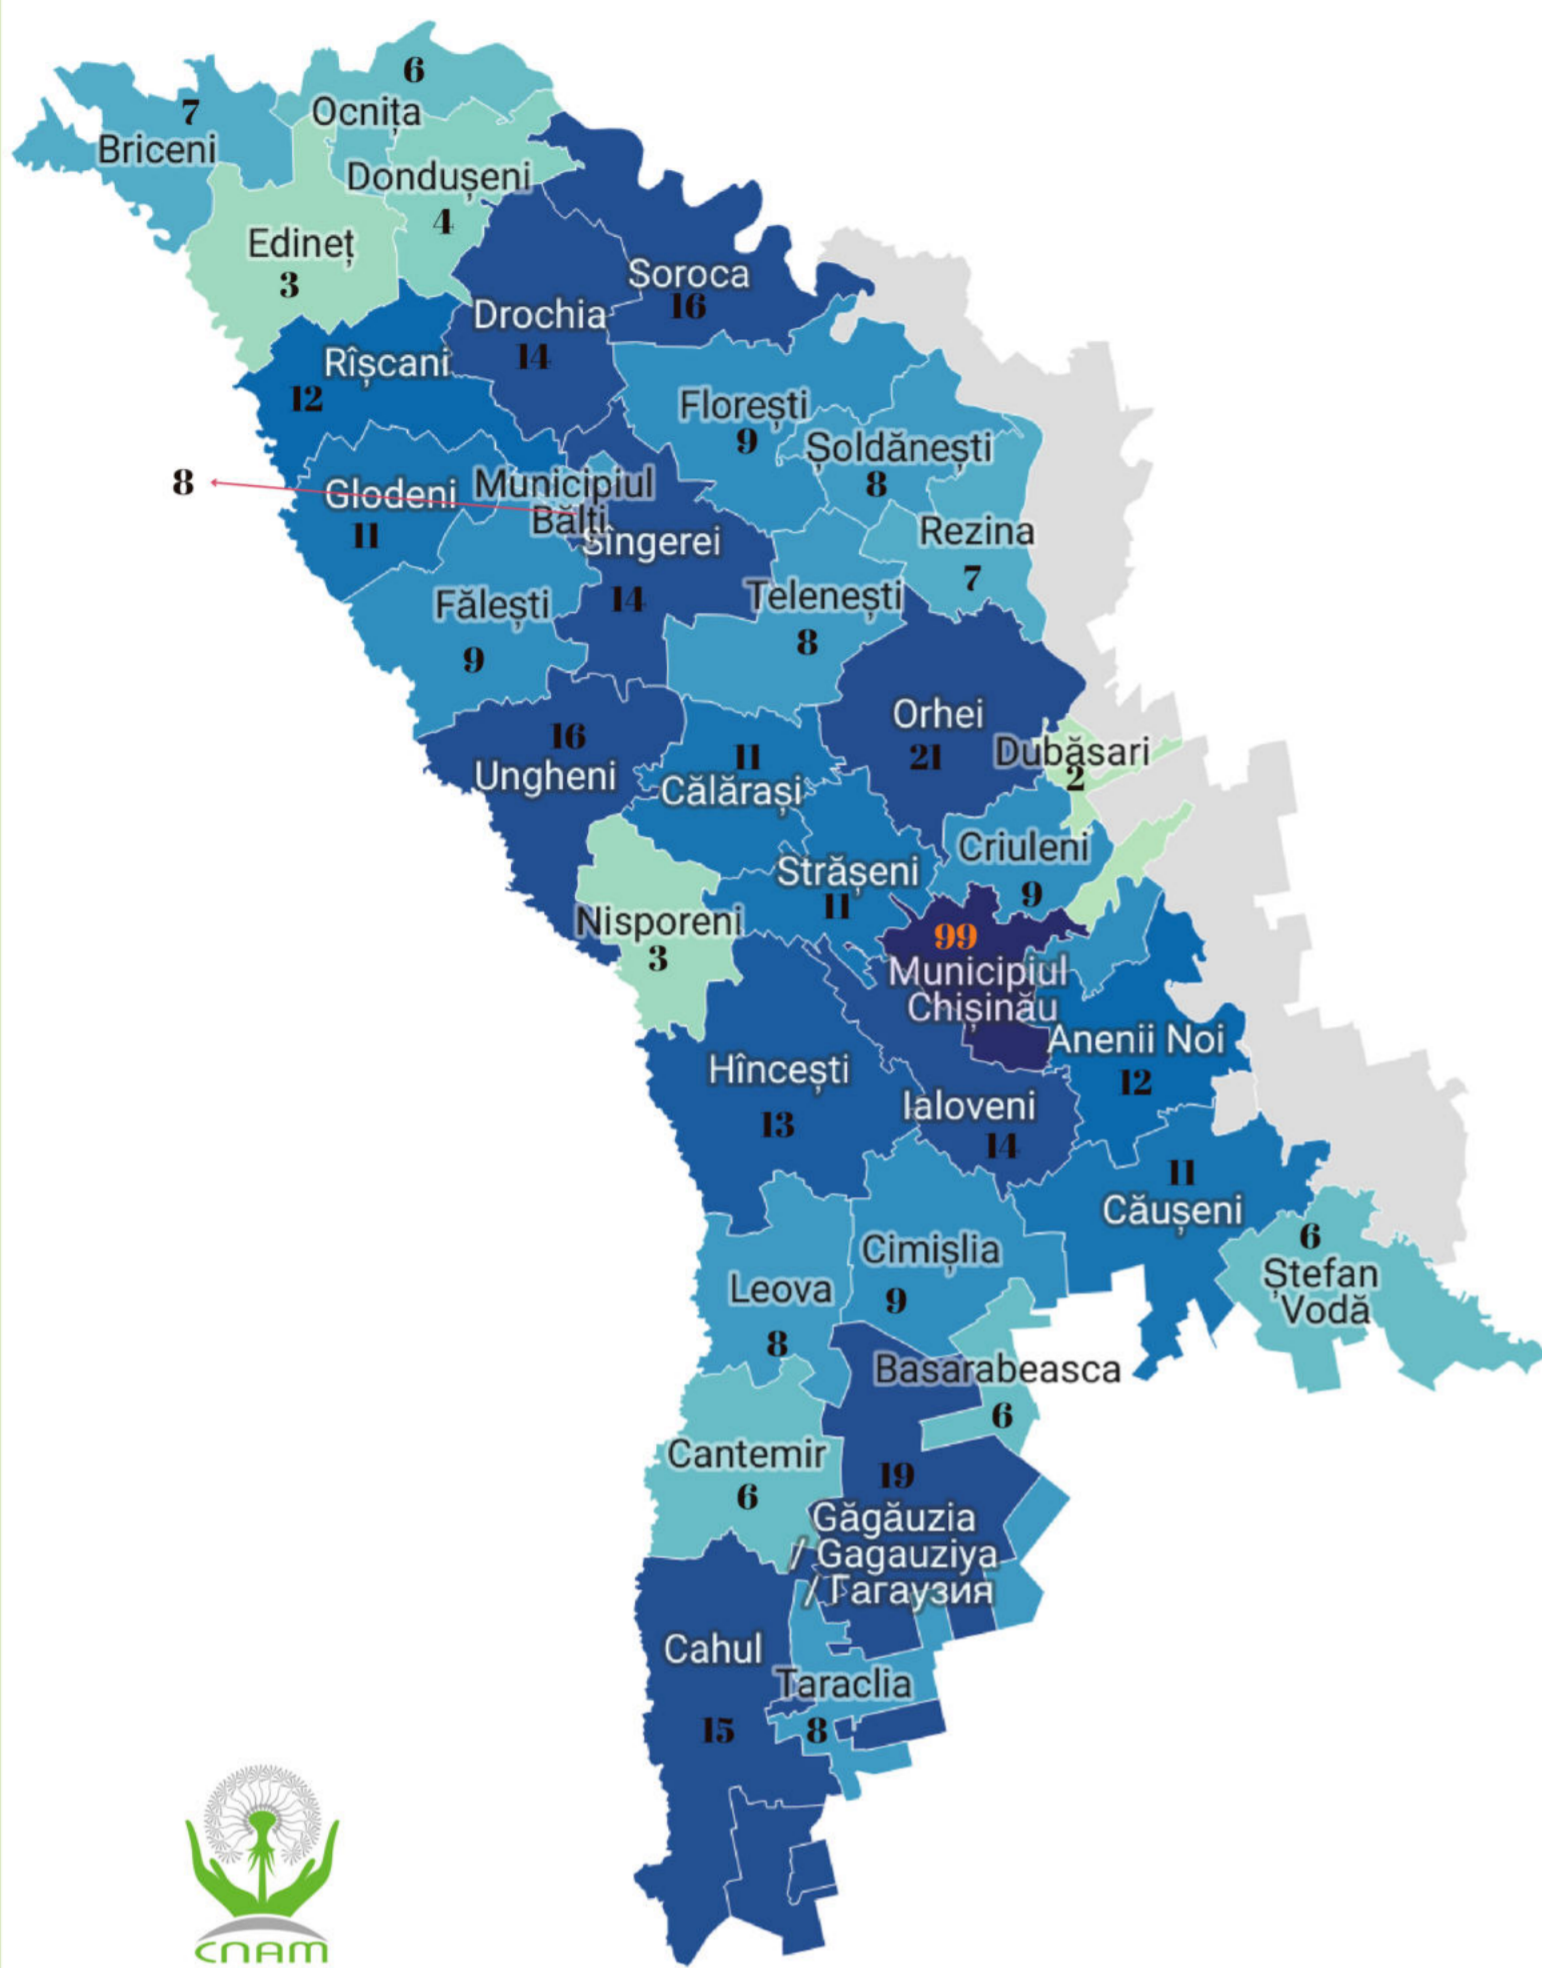 6
7
Ocnița
Briceni
Dondușeni
4
Edineț
3
Soroca
16
Drochia
14
Rîșcani
12
Florești
9
Șoldănești
8
8
Glodeni
11
Municipiul
Bălți
Sîngerei
14
Rezina
7
Telenești
8
Fălești
9
Orhei
21
16
Ungheni
11
Călărași
Dubăsari
2
Criuleni
9
Strășeni
11
Nisporeni
3
99
Municipiul
Chișinău
Anenii Noi
12
Hîncești
13
Ialoveni
14
11
Căușeni
6
Ștefan
Vodă
Cimișlia
9
Leova
8
Basarabeasca
6
Cantemir
6
19
Găgăuzia
/ Gagauziya
/ Гагаузия
Cahul
15
Taraclia
8
CNAM